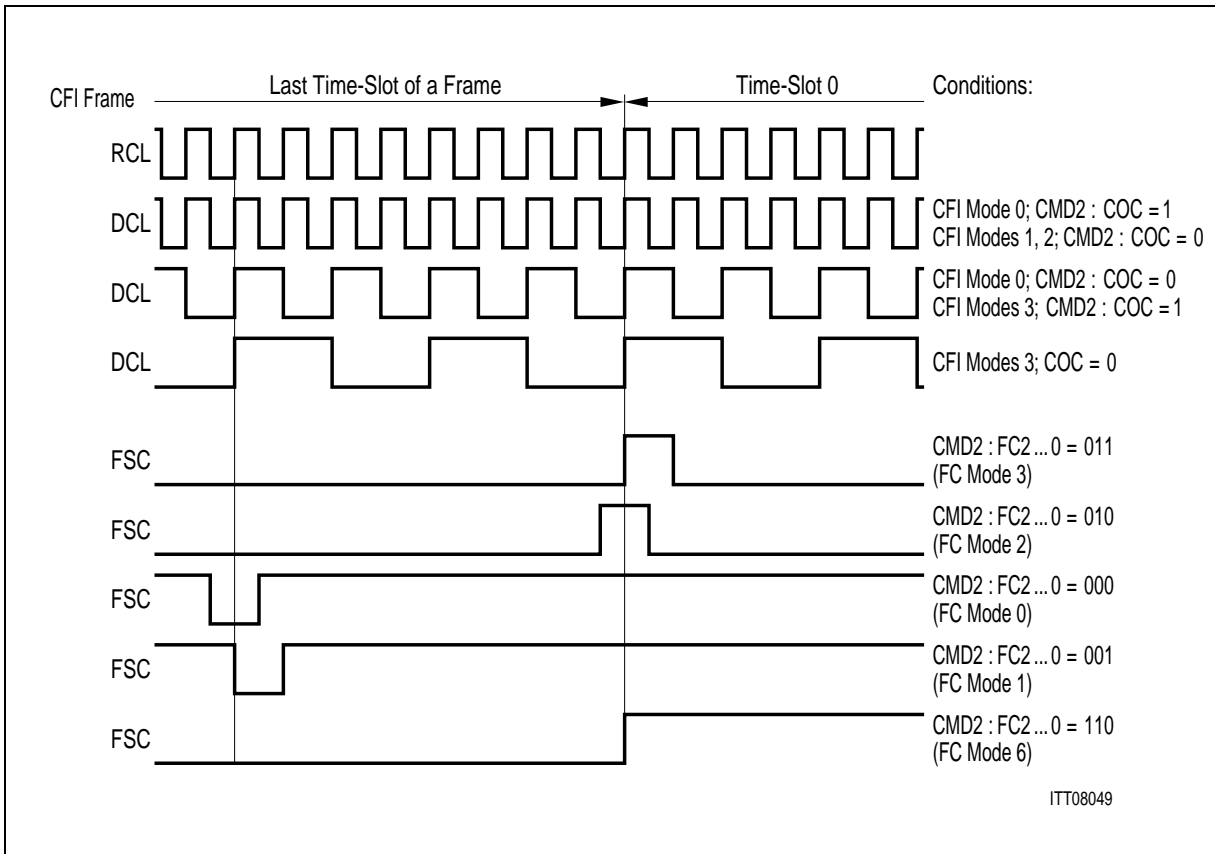 CFI Frame Last Time-Slot of a Frame Time-Slot 0 Conditions:
RCL
DCL CFI Mode 0; CMD2 : COC = 1
CFI Modes 1, 2; CMD2 : COC = 0
DCL CFI Mode 0; CMD2 : COC = 0
CFI Modes 3; CMD2 : COC = 1
DCL CFI Modes 3; COC = 0
FSC CMD2 : FC2 ... 0 = 011
(FC Mode 3)
FSC CMD2 : FC2 ... 0 = 010
(FC Mode 2)
FSC CMD2 : FC2 ... 0 = 000
(FC Mode 0)
FSC CMD2 : FC2 ... 0 = 001
(FC Mode 1)
FSC CMD2 : FC2 ... 0 = 110
(FC Mode 6)
ITT08049